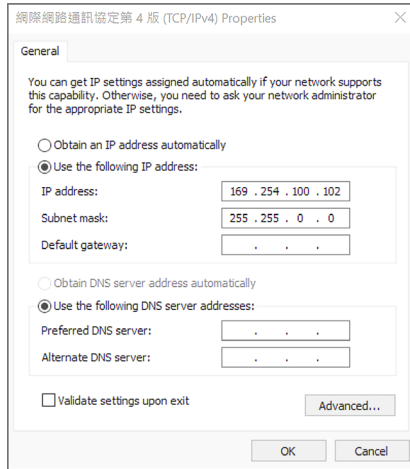 網際網路通訊協定第 4 版 (TCP/IPv4) Properties
General
You can get IP settings assigned automatically if your network supports
this capability. Otherwise, you need to ask your network administrator
for the appropriate IP settings.
Obtain an IP address automatically
Use the following IP address:
IP address: 169 . 254 . 100 . 102
Subnet mask: 255 . 255 . 0 . 0
Default gateway: . . .
Obtain DNS server address automatically
Use the following DNS server addresses:
Preferred DNS server: . . .
Alternate DNS server: . . .
Validate settings upon exit
Advanced...
OK Cancel